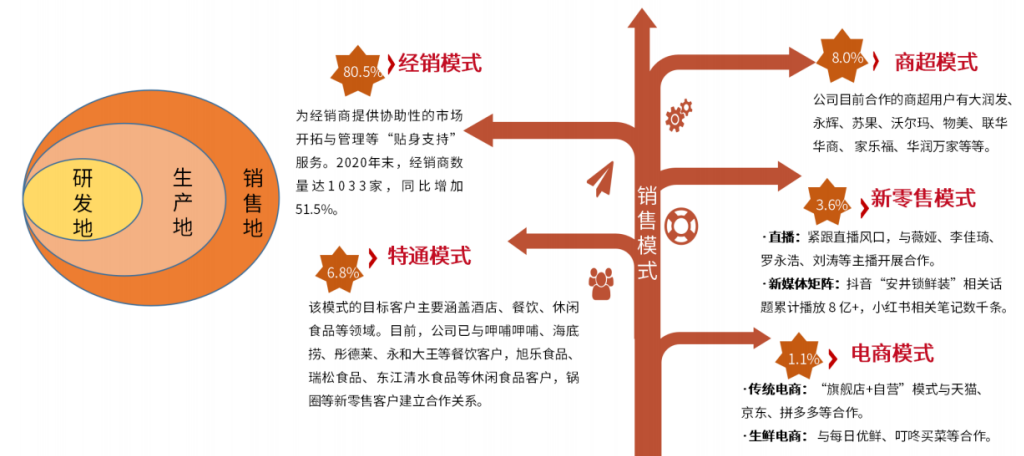 研发地
生产地
销售地
销售模式
80.5%
经销模式
为经销商提供协助性的市场
开拓与管理等“贴身支持”
服务。2020年末，经销商数
量达1033家，同比增加
51.5%。
6.8%
特通模式
该模式的目标客户主要涵盖酒店、餐饮、休闲
食品等领域。目前，公司已与呷哺呷哺、海底
捞、彤德莱、永和大王等餐饮客户，旭乐食品、
瑞松食品、东江清水食品等休闲食品客户，锅
圈等新零售客户建立合作关系。
8.0%
商超模式
公司目前合作的商超用户有大润发、
永辉、苏果、沃尔玛、物美、联华
华商、 家乐福、华润万家等等。
3.6%
新零售模式
·直播：紧跟直播风口，与薇娅、李佳琦、
罗永浩、刘涛等主播开展合作。
·新媒体矩阵：抖音“安井锁鲜装”相关话
题累计播放 8 亿+，小红书相关笔记数千条。
1.1%
电商模式
·传统电商： “旗舰店+自营”模式与天猫、
京东、拼多多等合作。
·生鲜电商： 与每日优鲜、叮咚买菜等合作。